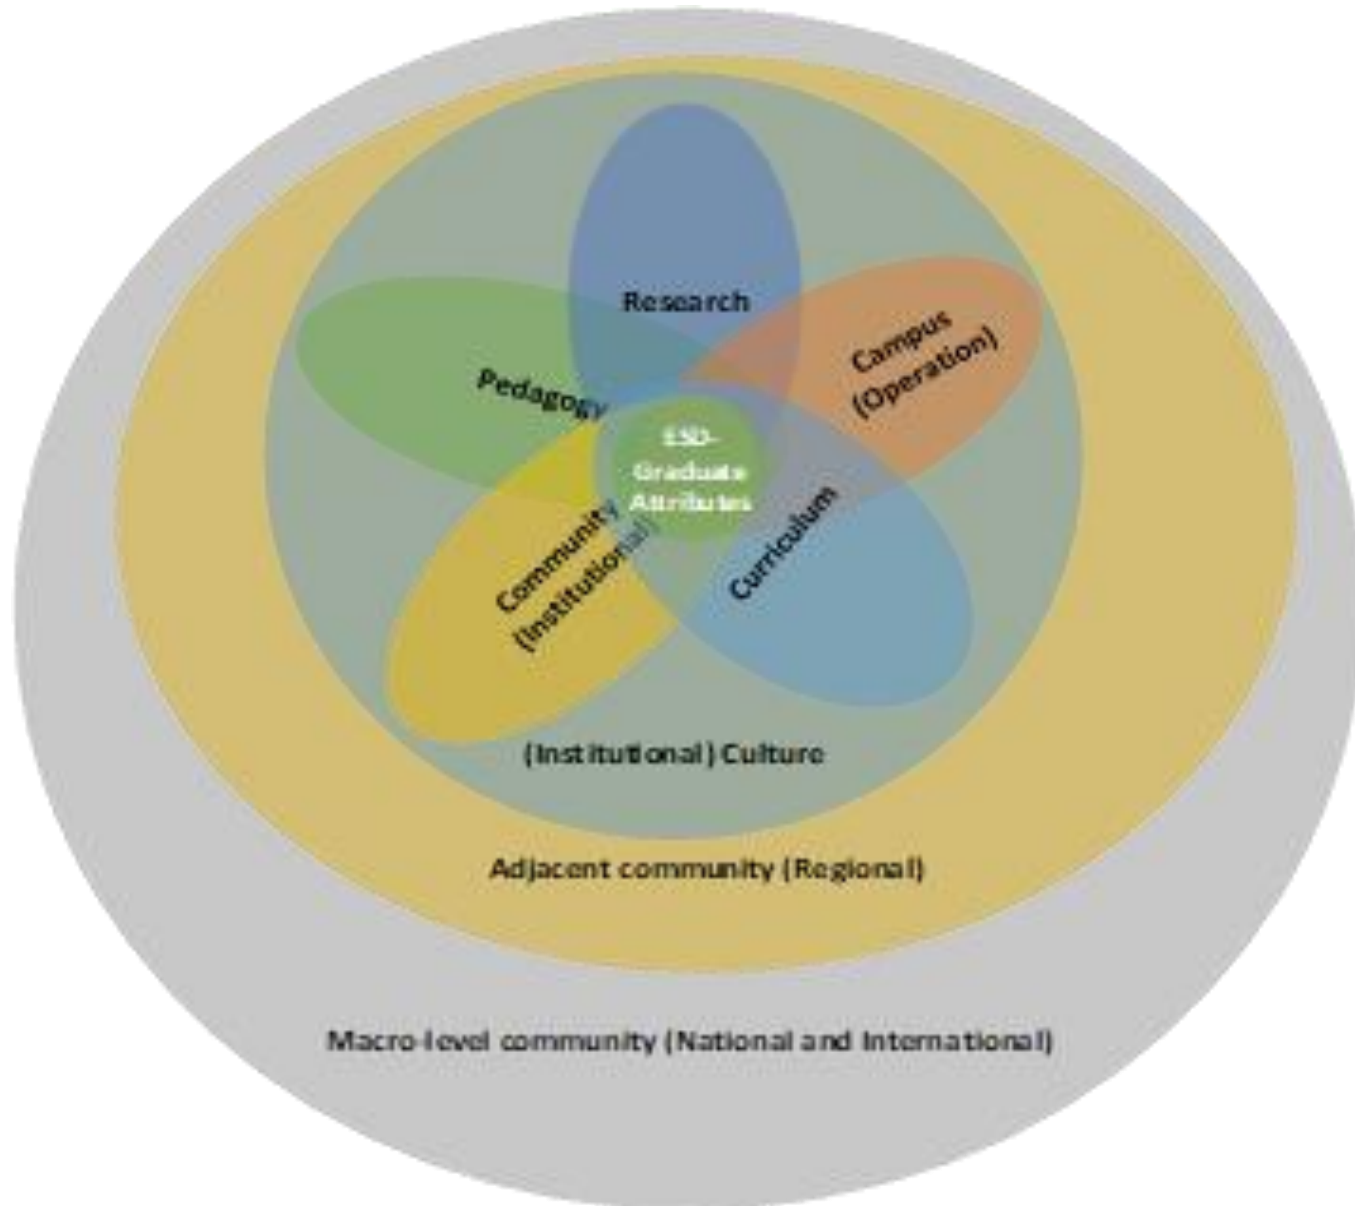 Research
Campus
(Operation)
Pedagogy
ESD-
Graduate
Attributes
Community
(Institutional)
Curriculum
(Institutional) Culture
Adjacent community (Regional)
Macro-level community (National and International)